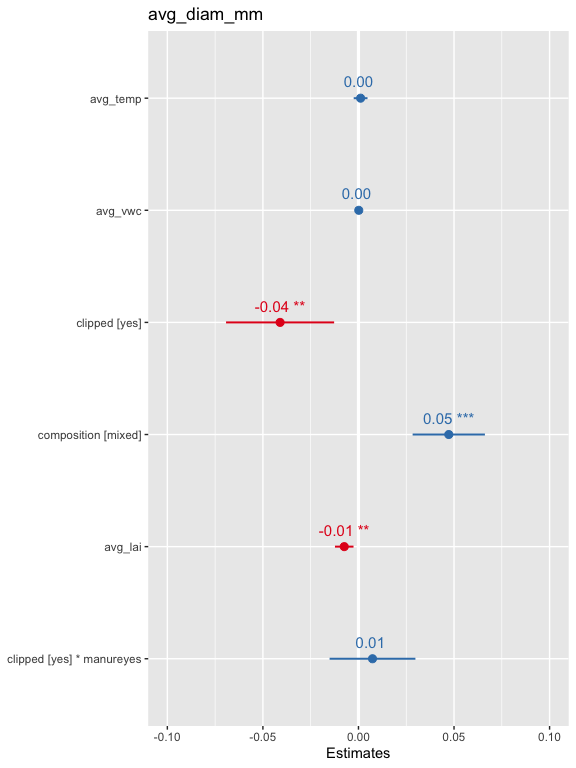 avg_diam_mm
0.00
avg_temp
0.00
avg_vwc
-0.04 **
clipped [yes]
0.05 ***
composition [mixed]
-0.01 **
avg_lai
0.01
clipped [yes] * manureyes
-0.10 -0.05 0.00 0.05 0.10
Estimates